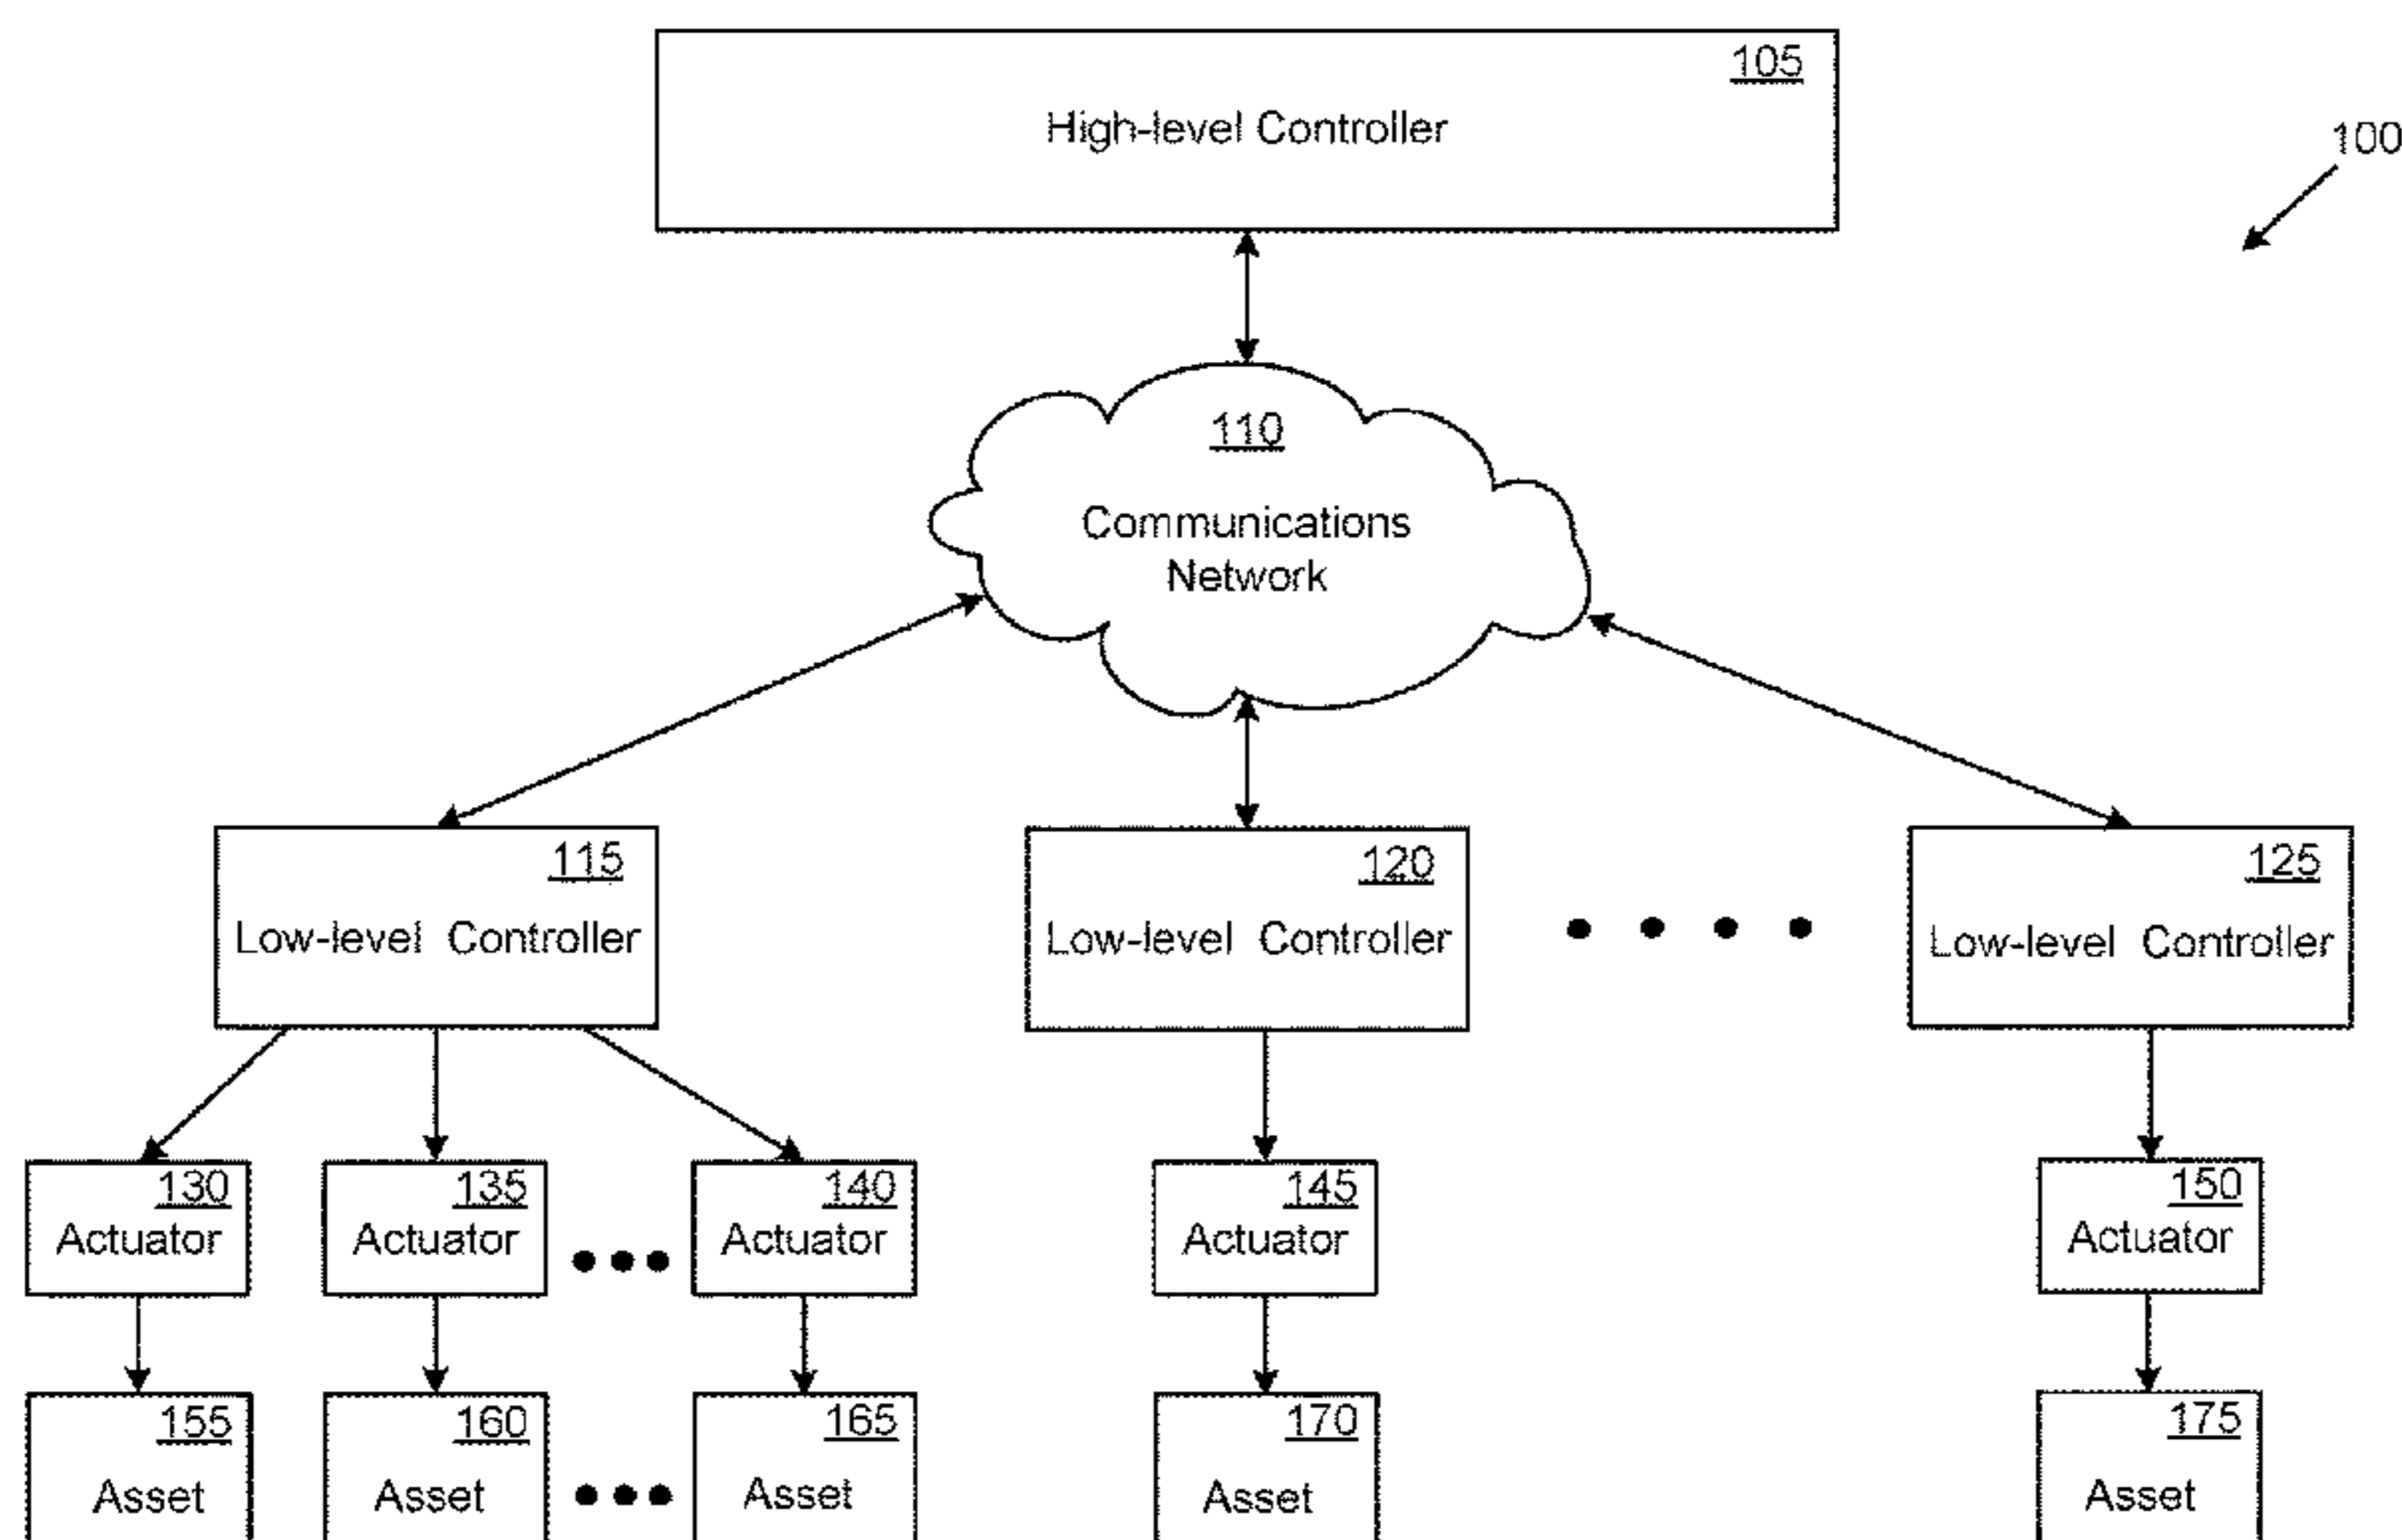 105
High-level Controller
100
110
Communications
Network
115
Low-level Controller
120
Low-level Controller
125
Low-level Controller
130
Actuator
135
Actuator
140
Actuator
145
Actuator
150
Actuator
155
Asset
160
Asset
165
Asset
170
Asset
175
Asset